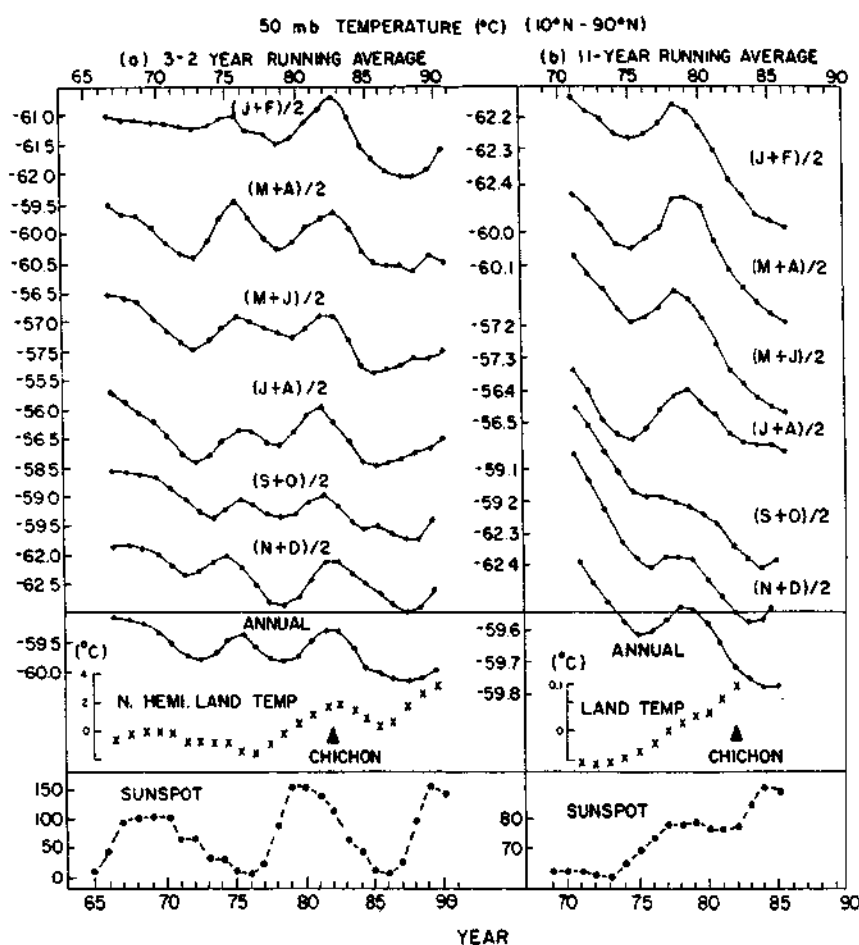 50 mb TEMPERATURE (°C) (10°N-90°N)
(a) 3-2 YEAR RUNNING AVERAGE
(b) 11-YEAR RUNNING AVERAGE
65 70 75 80 85 90
70 75 80 85 90
(J+F)/2
-61.0
-61.5
-62.0
(M+A)/2
-59.5
-60.0
-60.5
(M+J)/2
-56.5
-57.0
-57.5
(J+A)/2
-55.5
-56.0
-56.5
(S+O)/2
-58.5
-59.0
-59.5
(N+D)/2
-62.0
-62.5
ANNUAL
-59.5
-60.0
(°C)
4
2
0
N. HEMI. LAND TEMP
CHICHON
SUNSPOT
150
100
50
0
65 70 75 80 85 90
-62.2
-62.3
-62.4
(J+F)/2
-60.0
-60.1
(M+A)/2
-57.2
-57.3
(M+J)/2
-56.4
-56.5
(J+A)/2
-59.1
-59.2
(S+O)/2
-62.3
-62.4
(N+D)/2
-59.6
-59.7
-59.8
ANNUAL
(°C)
0.1
0
LAND TEMP
CHICHON
SUNSPOT
80
70
70 75 80 85 90
YEAR